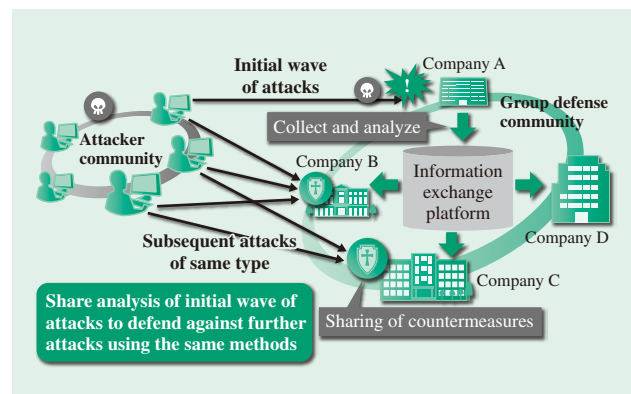 Initial wave
of attacks
Company A
Group defense
community
Collect and analyze
Attacker
community
Company B
Information
exchange
platform
Company D
Subsequent attacks
of same type
Company C
Share analysis of initial wave of
attacks to defend against further
attacks using the same methods
Sharing of countermeasures